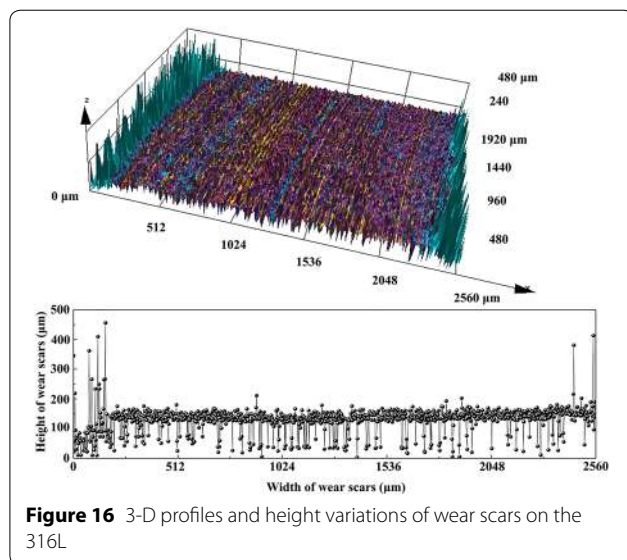 480 μm
240
z
1920 μm
1440
0 μm
960
512
480
1024
1536
2048
2560 μm
x
500
400
300
200
100
0
Height of wear scars (μm)
0
512
1024
1536
2048
2560
Width of wear scars (μm)
Figure 16 3-D profiles and height variations of wear scars on the
316L